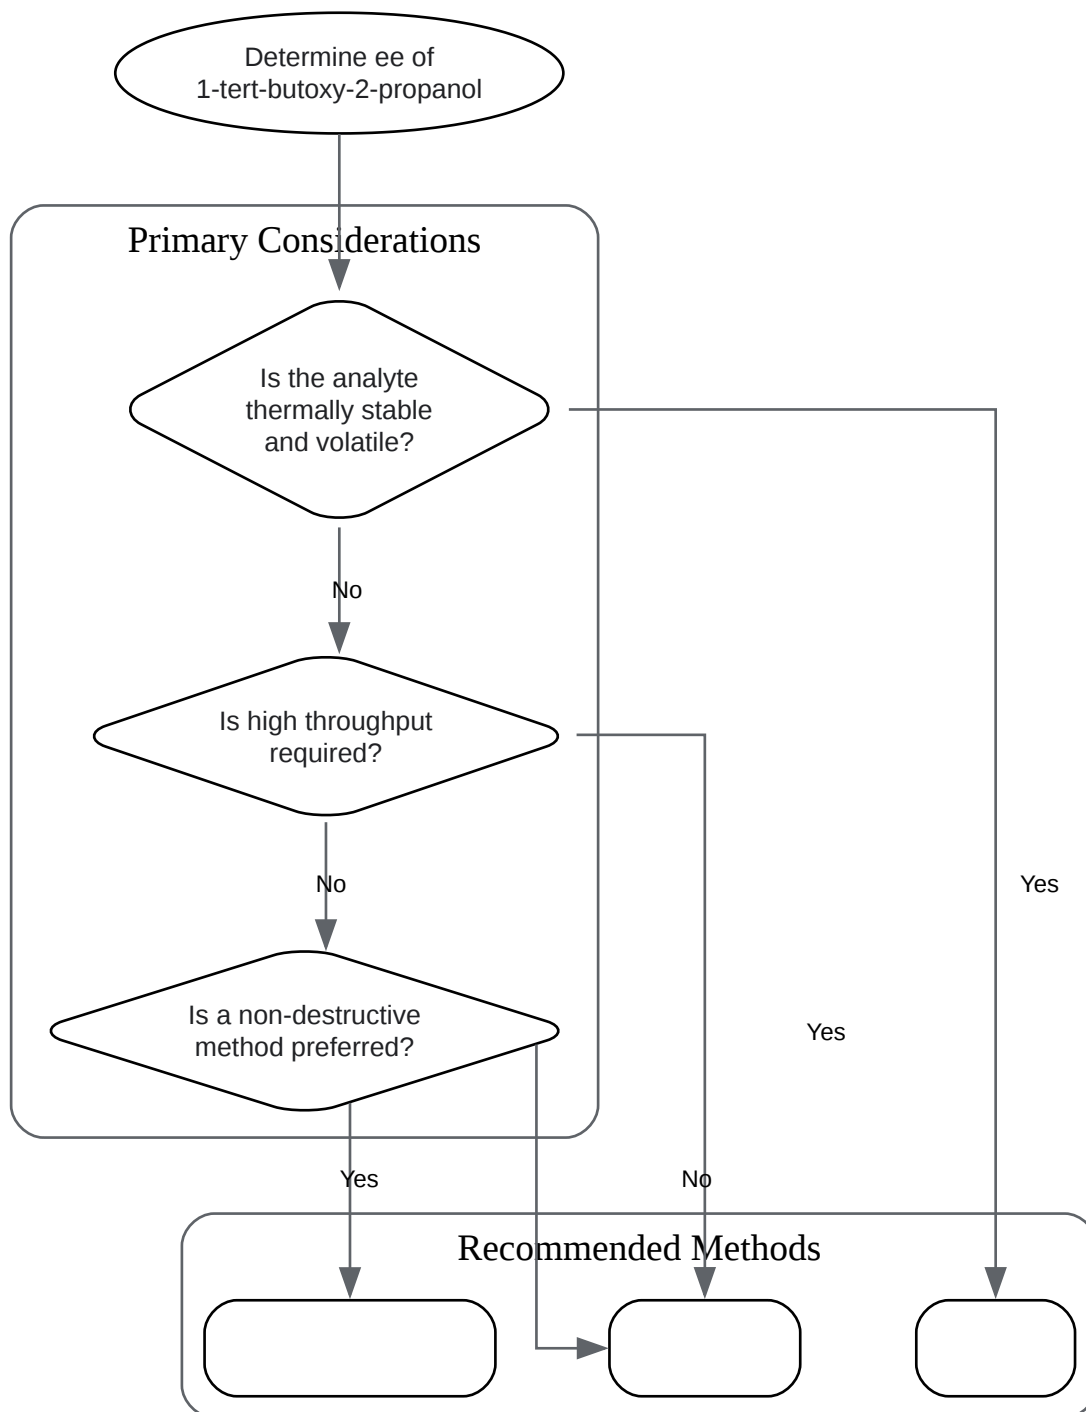 Determine ee of
1-tert-butoxy-2-propanol
Primary Considerations
Is the analyte
thermally stable
and volatile?
No
Is high throughput
required?
No
Yes
Is a non-destructive
method preferred?
Yes
Yes
No
Recommended Methods